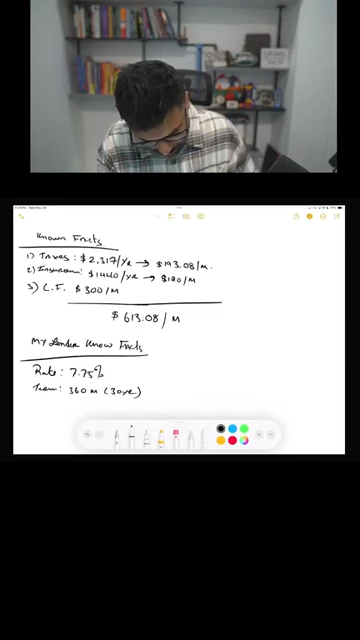 Known Facts
1) Taxes: $2,317/YR → $193.08/M.
2) Insurance: $1440/YR → $120/M
3) C.F. $300/M
$613.08/M
My Lender Know Facts
Rate: 7.75%
Term: 360 M (30 YR)